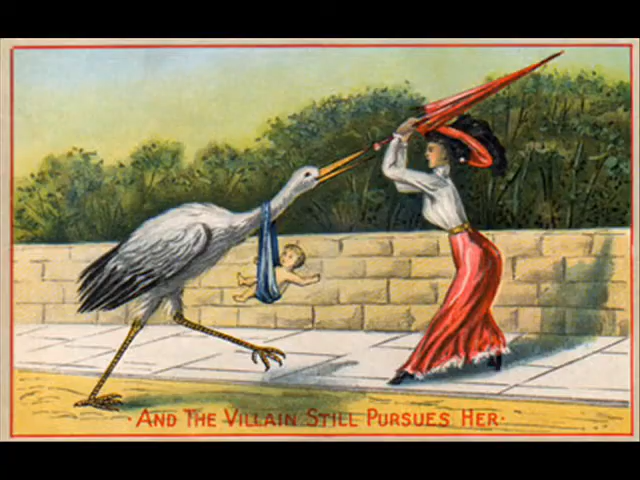 · AND THE VILLAIN STILL PURSUES HER ·